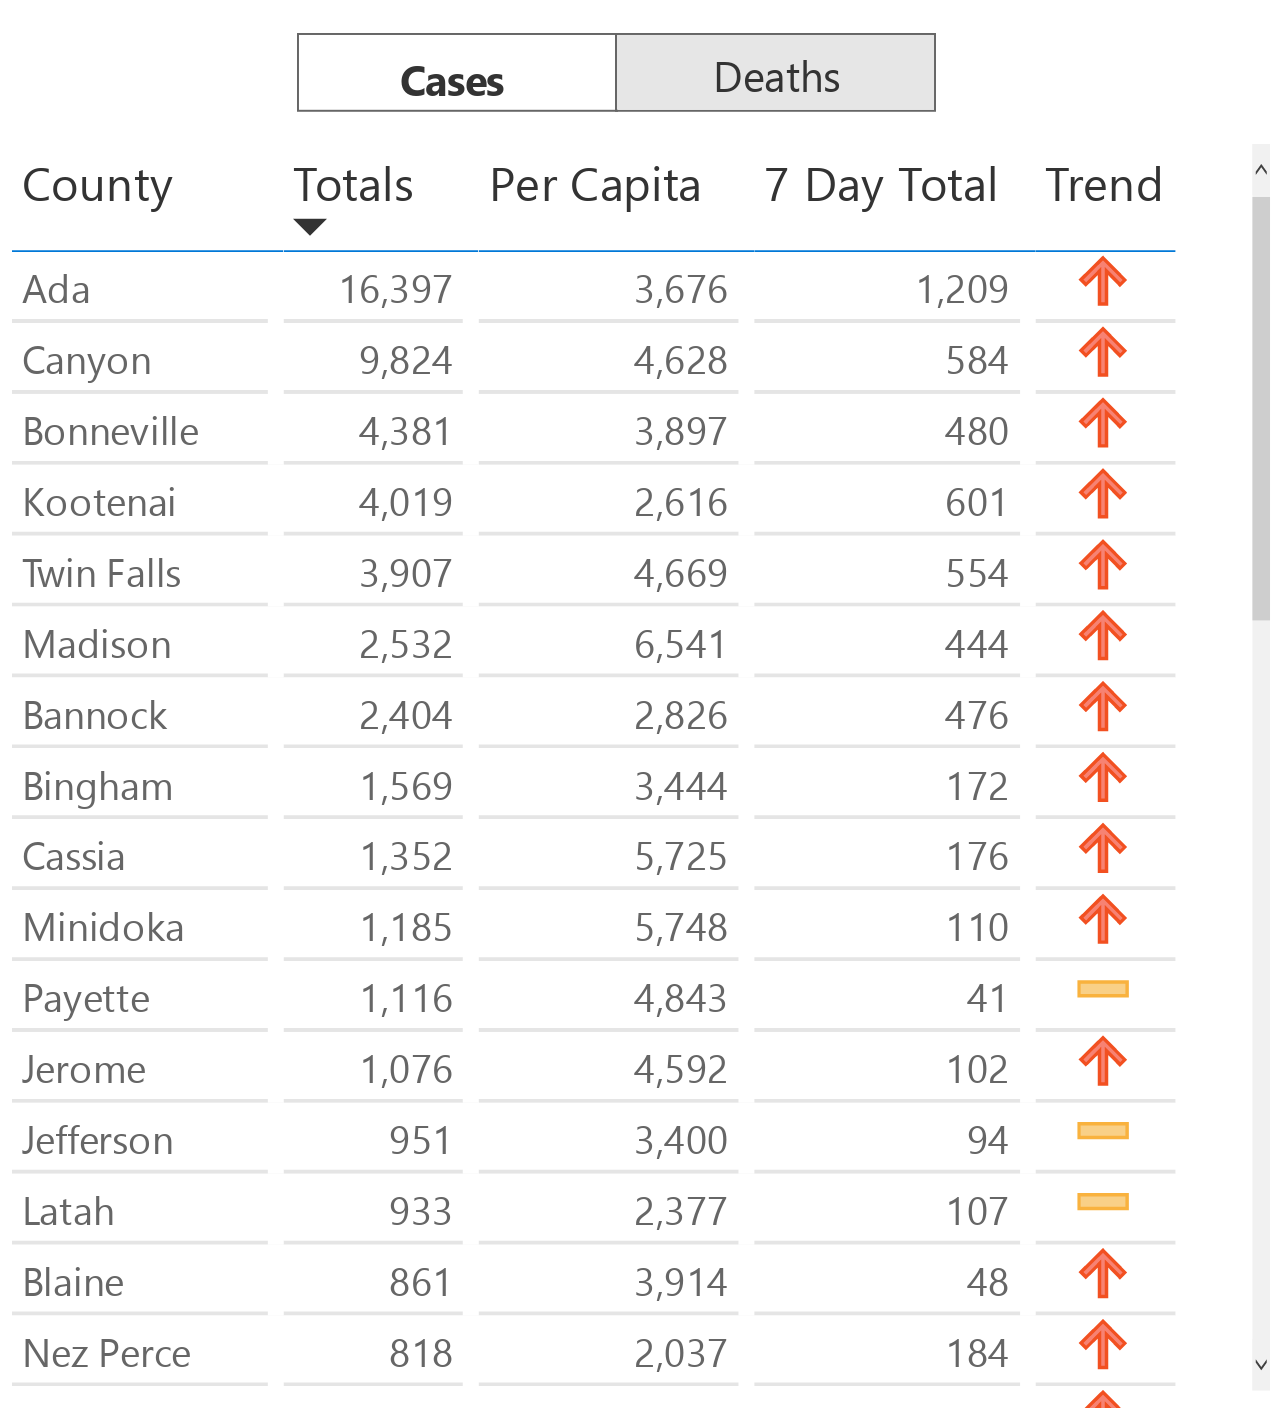 Cases Deaths
County Totals Per Capita 7 Day Total Trend
Ada 16,397 3,676 1,209
Canyon 9,824 4,628 584
Bonneville 4,381 3,897 480
Kootenai 4,019 2,616 601
Twin Falls 3,907 4,669 554
Madison 2,532 6,541 444
Bannock 2,404 2,826 476
Bingham 1,569 3,444 172
Cassia 1,352 5,725 176
Minidoka 1,185 5,748 110
Payette 1,116 4,843 41
Jerome 1,076 4,592 102
Jefferson 951 3,400 94
Latah 933 2,377 107
Blaine 861 3,914 48
Nez Perce 818 2,037 184